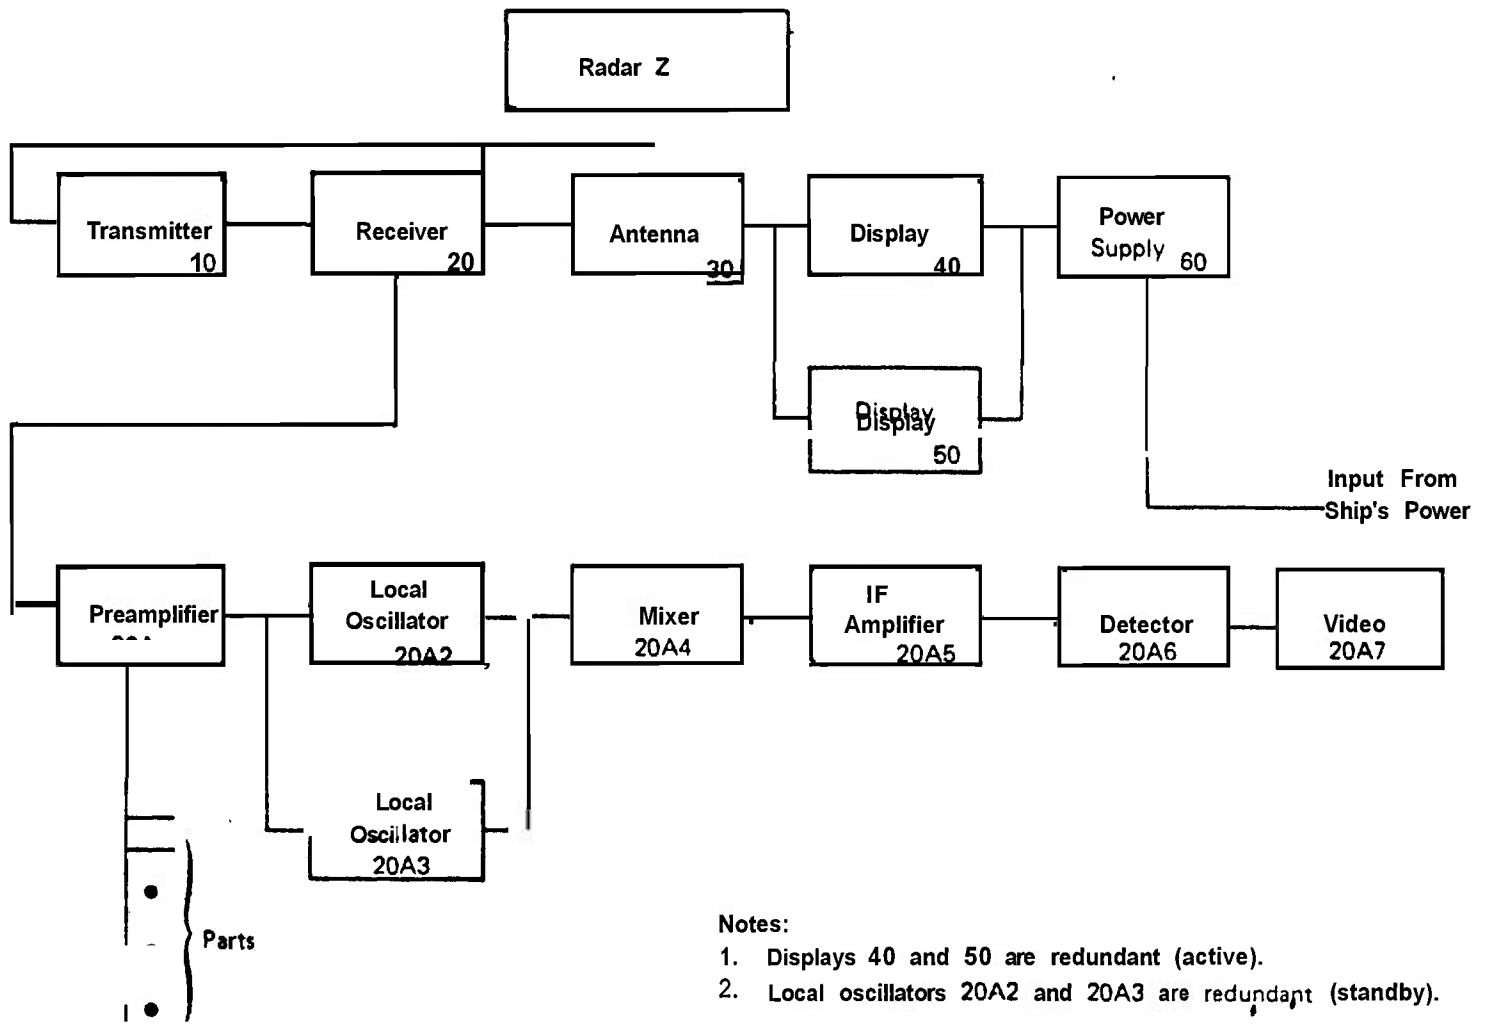 Radar Z
Transmitter
10
Receiver
20
Antenna
30
Display
40
Power
Supply 60
Display
Display
50
Input From
Ship's Power
Preamplifier
Local
Oscillator
20A2
Mixer
20A4
IF
Amplifier
20A5
Detector
20A6
Video
20A7
Local
Oscillator
20A3
Parts
Notes:
1. Displays 40 and 50 are redundant (active).
2. Local oscillators 20A2 and 20A3 are redundant (standby).